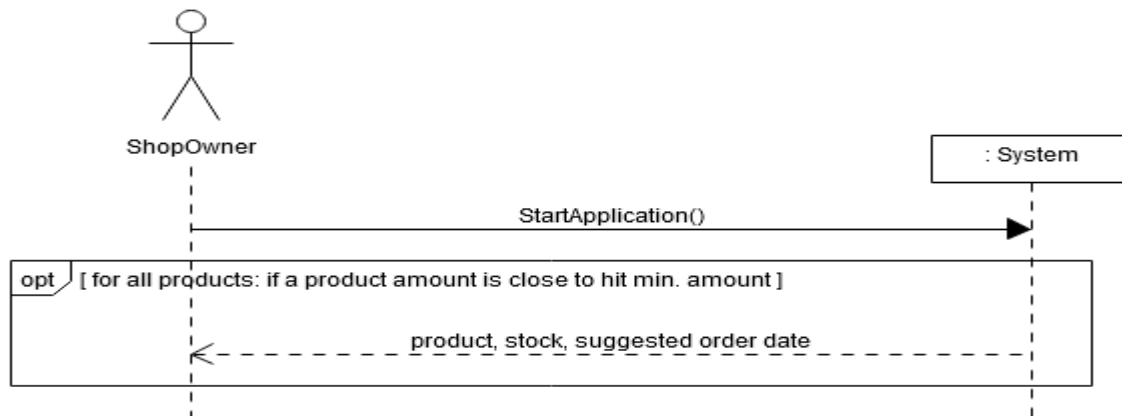 ShopOwner
: System
StartApplication()
opt [ for all products: if a product amount is close to hit min. amount ]
product, stock, suggested order date